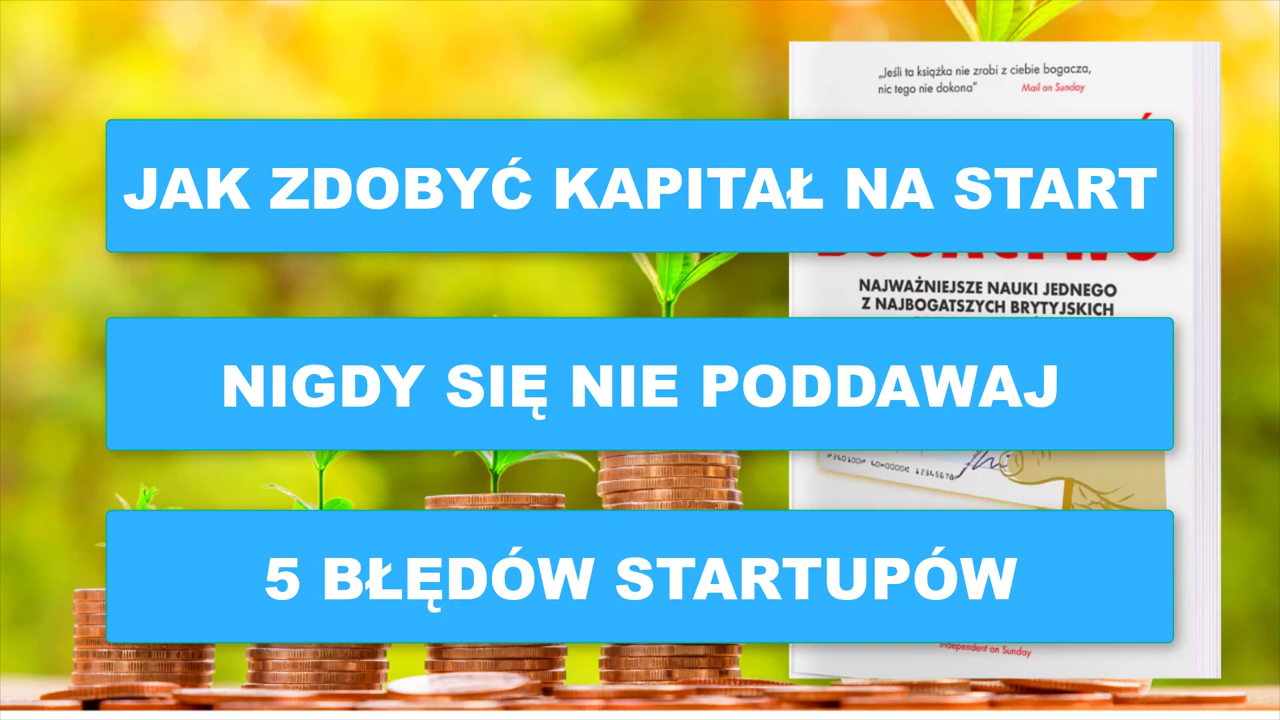 „Jeśli ta książka nie zrobi z ciebie bogacza,
nic tego nie dokona”
Mail on Sunday
JAK ZDOBYĆ KAPITAŁ NA START
NAJWAŻNIEJSZE NAUKI JEDNEGO
Z NAJBOGATSZYCH BRYTYJSKICH
NIGDY SIĘ NIE PODDAWAJ
5 BŁĘDÓW STARTUPÓW
Independent on Sunday